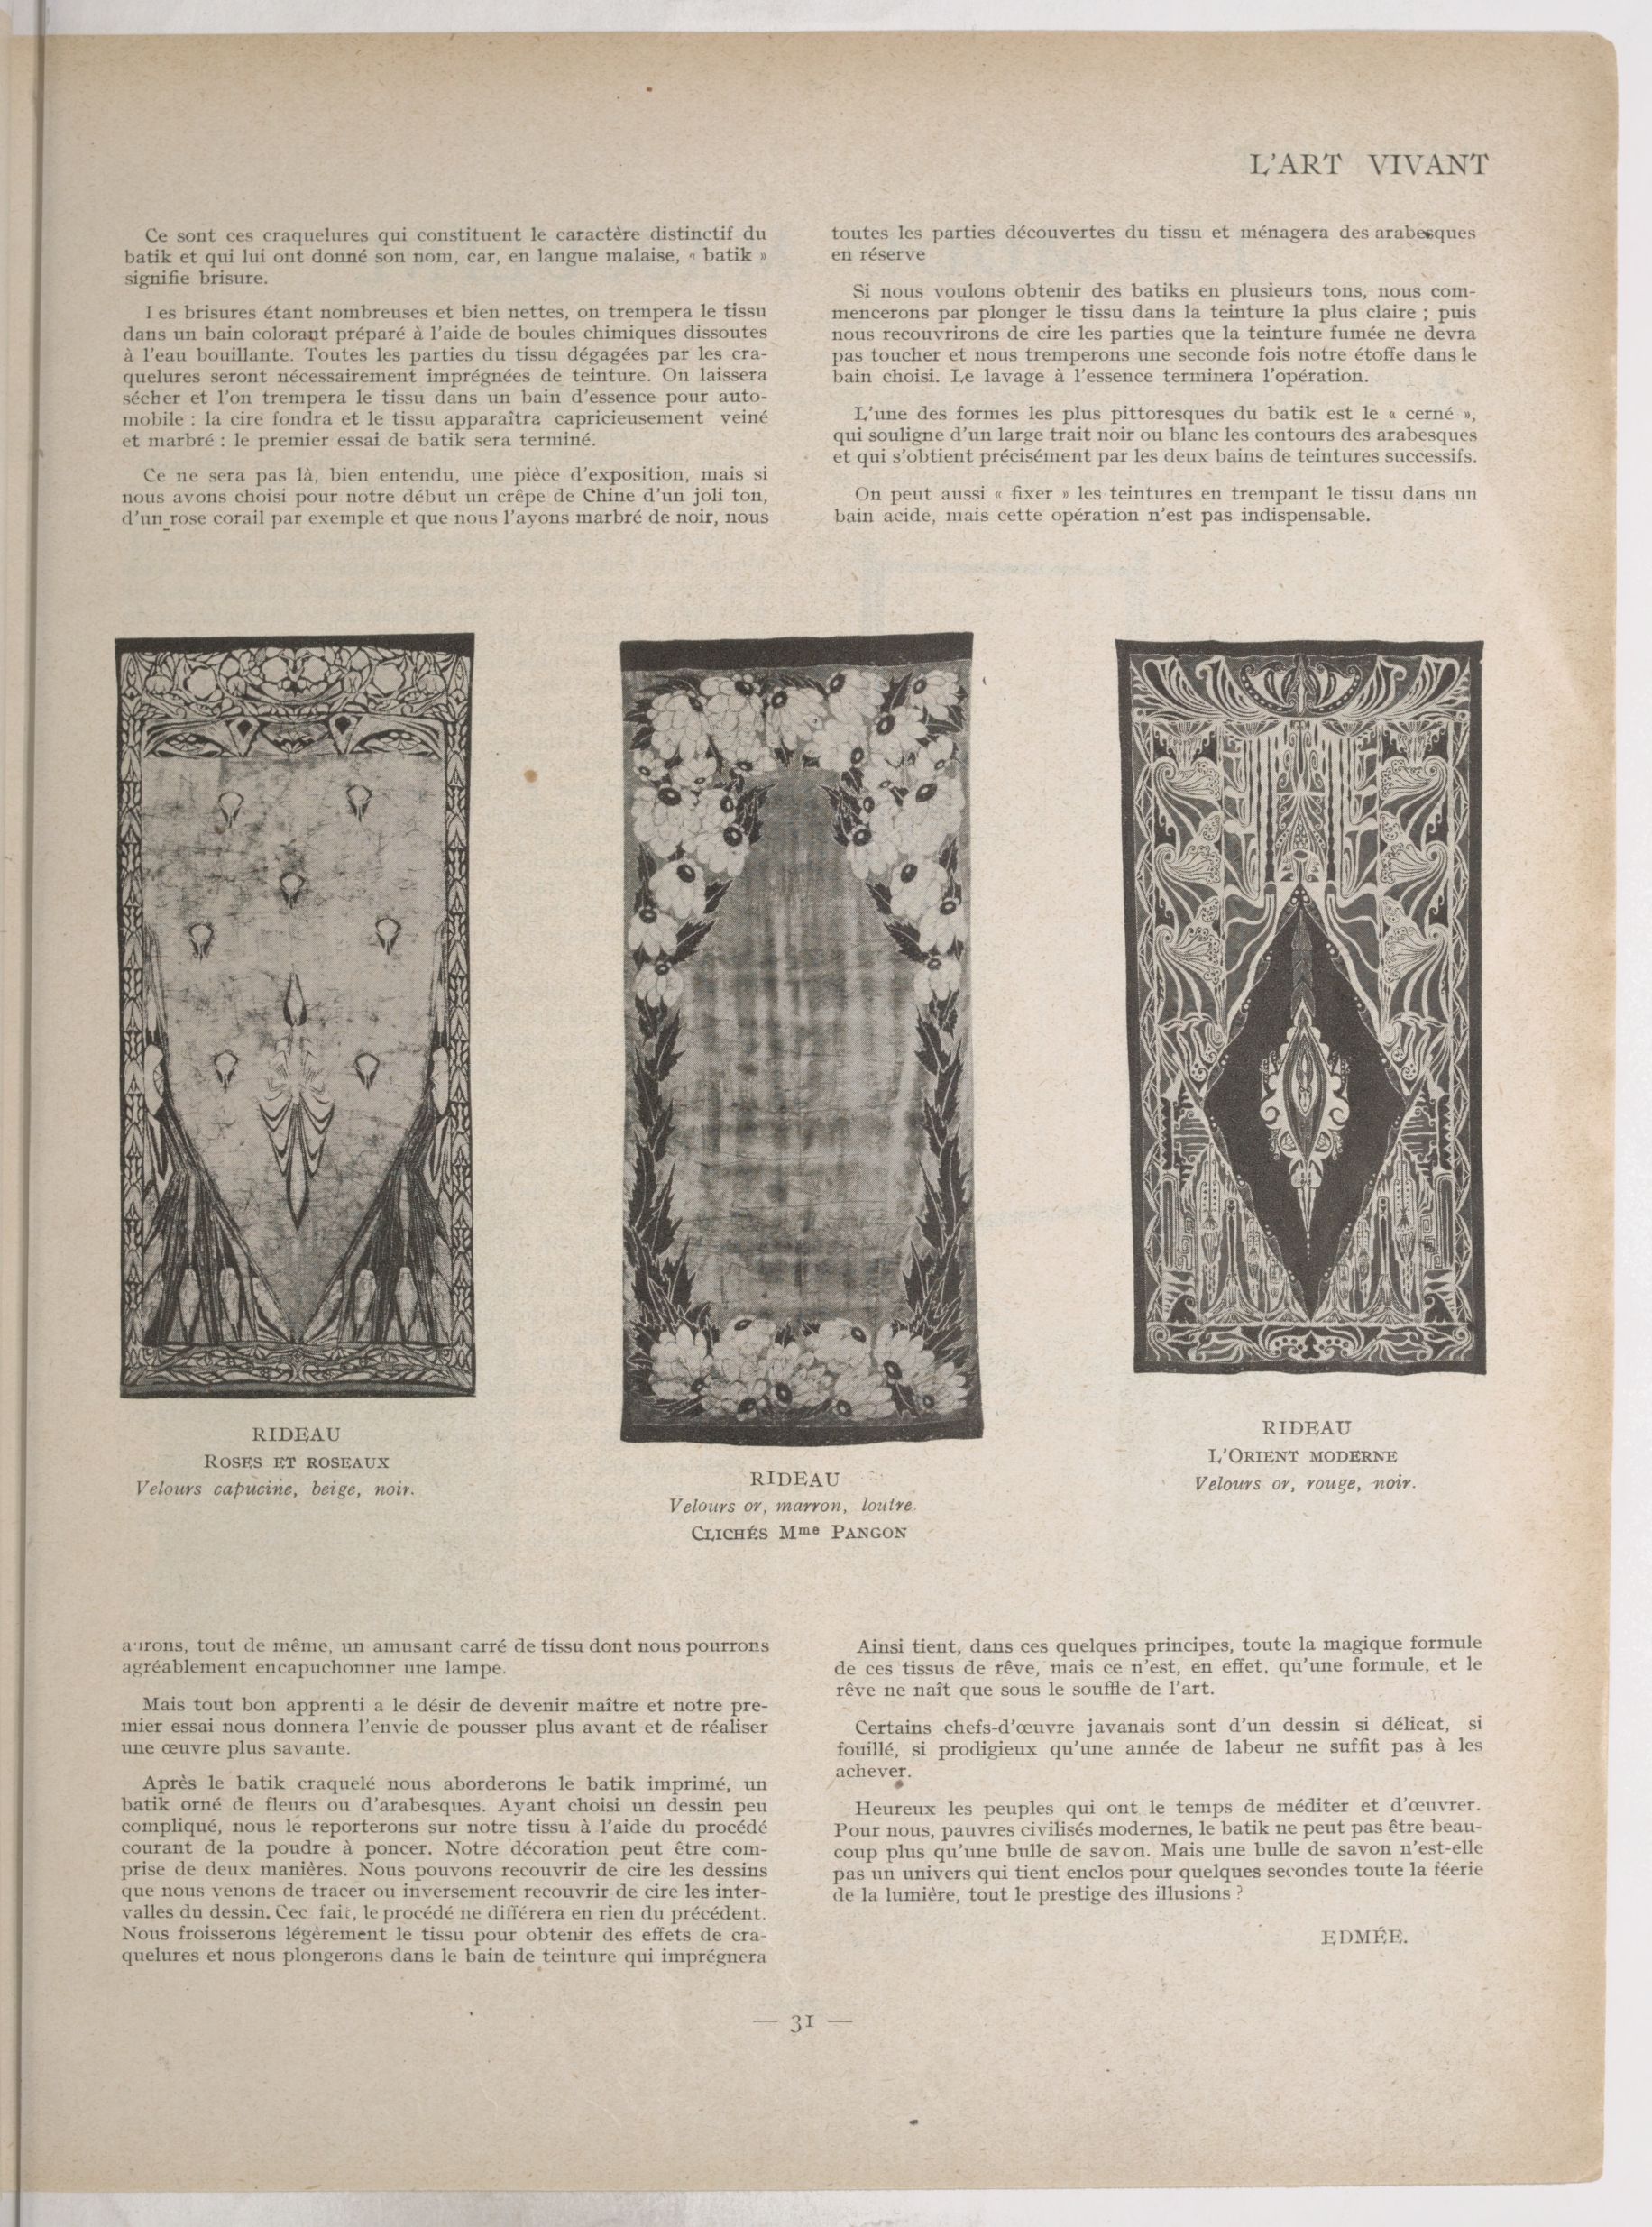 L'ART VIVANT
Ce sont ces craquelures qui constituent le caractère distinctif du
batik et qui lui ont donné son nom, car, en langue malaise, « batik »
signifie brisure.
I es brisures étant nombreuses et bien nettes, on trempera le tissu
dans un bain colorant préparé à l'aide de boules chimiques dissoutes
à l'eau bouillante. Toutes les parties du tissu dégagées par les cra-
quelures seront nécessairement imprégnées de teinture. On laissera
sécher et l'on trempera le tissu dans un bain d'essence pour auto-
mobile : la cire fondra et le tissu apparaîtra capricieusement veiné
et marbré : le premier essai de batik sera terminé.
Ce ne sera pas là, bien entendu, une pièce d'exposition, mais si
nous avons choisi pour notre début un crêpe de Chine d'un joli ton,
d'un rose corail par exemple et que nous l'ayons marbré de noir, nous
toutes les parties découvertes du tissu et ménagera des arabesques
en réserve
Si nous voulons obtenir des batiks en plusieurs tons, nous com-
mencerons par plonger le tissu dans la teinture la plus claire ; puis
nous recouvrirons de cire les parties que la teinture fumée ne devra
pas toucher et nous tremperons une seconde fois notre étoffe dans le
bain choisi. Le lavage à l'essence terminera l'opération.
L'une des formes les plus pittoresques du batik est le « cerné »,
qui souligne d'un large trait noir ou blanc les contours des arabesques
et qui s'obtient précisément par les deux bains de teintures successifs.
On peut aussi « fixer » les teintures en trempant le tissu dans un
bain acide, mais cette opération n'est pas indispensable.
RIDEAU
ROSES ET ROSEAUX
Velours capucine, beige, noir.
RIDEAU
Velours or, marron, loutre.
CLICHÉS Mme PANGON
RIDEAU
L'ORIENT MODERNE
Velours or, rouge, noir.
aurons, tout de même, un amusant carré de tissu dont nous pourrons
agréablement encapuchonner une lampe.
Mais tout bon apprenti a le désir de devenir maître et notre pre-
mier essai nous donnera l'envie de pousser plus avant et de réaliser
une œuvre plus savante.
Après le batik craquelé nous aborderons le batik imprimé, un
batik orné de fleurs ou d'arabesques. Ayant choisi un dessin peu
compliqué, nous le reporterons sur notre tissu à l'aide du procédé
courant de la poudre à poncer. Notre décoration peut être com-
prise de deux manières. Nous pouvons recouvrir de cire les dessins
que nous venons de tracer ou inversement recouvrir de cire les inter-
valles du dessin. Cec fait, le procédé ne différera en rien du précédent.
Nous froisserons légèrement le tissu pour obtenir des effets de cra-
quelures et nous plongerons dans le bain de teinture qui imprégnera
Ainsi tient, dans ces quelques principes, toute la magique formule
de ces tissus de rêve, mais ce n'est, en effet, qu'une formule, et le
rêve ne naît que sous le souffle de l'art.
Certains chefs-d'œuvre javanais sont d'un dessin si délicat, si
fouillé, si prodigieux qu'une année de labeur ne suffit pas à les
achever.
Heureux les peuples qui ont le temps de méditer et d'œuvrer.
Pour nous, pauvres civilisés modernes, le batik ne peut pas être beau-
coup plus qu'une bulle de savon. Mais une bulle de savon n'est-elle
pas un univers qui tient enclos pour quelques secondes toute la féerie
de la lumière, tout le prestige des illusions ?
EDMÉE.
— 31 —